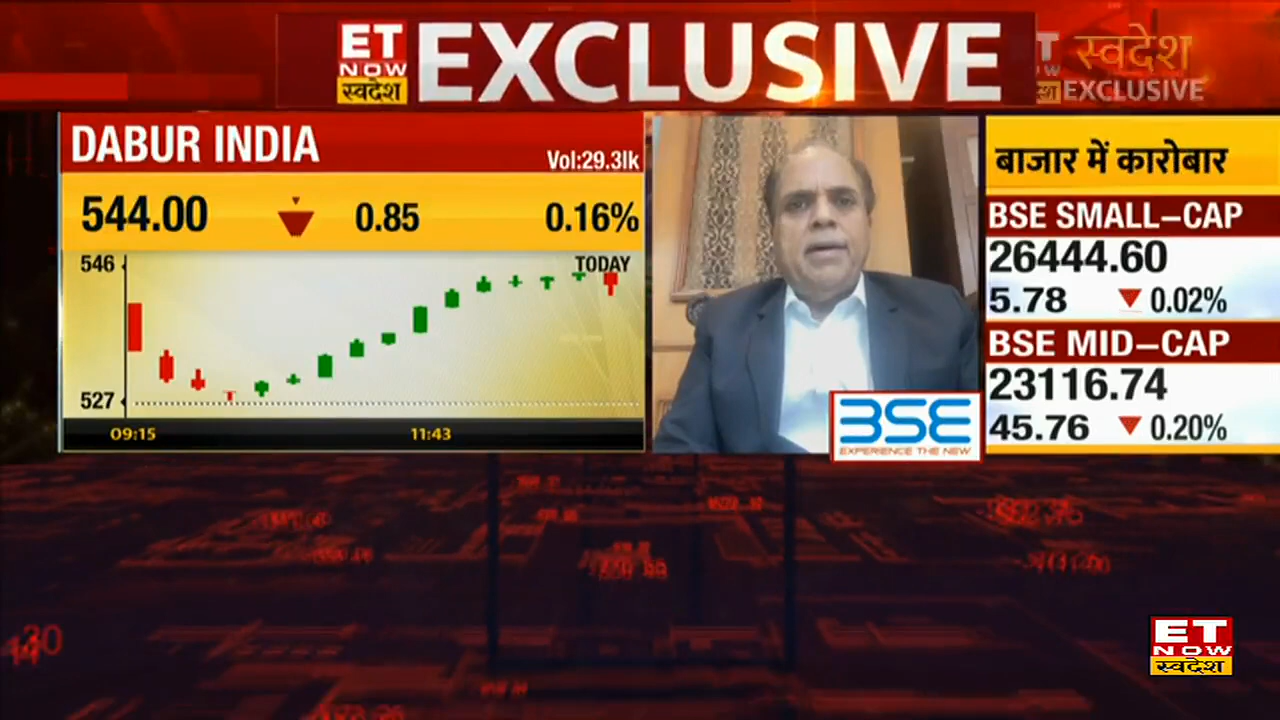 ET
NOW
स्वदेश
EXCLUSIVE
स्वदेश
EXCLUSIVE
DABUR INDIA
Vol:29.3lk
544.00 0.85 0.16%
546
TODAY
527
09:15 11:43
BSE
EXPERIENCE THE NEW
बाजार में कारोबार
BSE SMALL-CAP
26444.60
5.78 0.02%
BSE MID-CAP
23116.74
45.76 0.20%
ET
NOW
स्वदेश